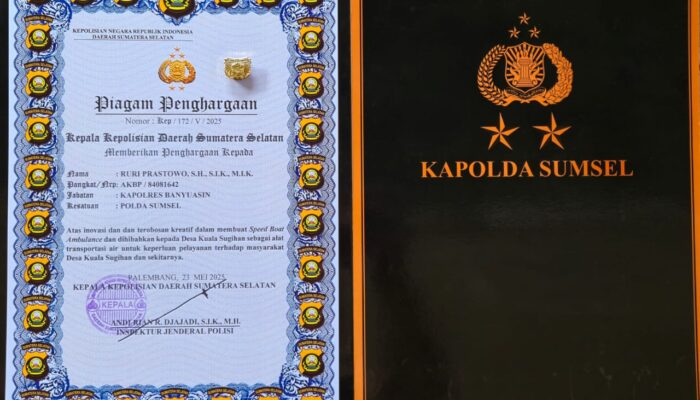 KEPOLISIAN NEGARA REPUBLIK INDONESIA
DAERAH SUMATERA SELATAN
Piagam Penghargaan
Nomor : Kep / 172 / V / 2025
Kepala Kepolisian Daerah Sumatera Selatan
Memberikan Penghargaan Kepada
Nama : RURI PRASTOWO, S.H., S.I.K., M.I.K.
Pangkat/Nrp : AKBP / 84081642
Jabatan : KAPOLRES BANYUASIN
Kesatuan : POLDA SUMSEL
Atas inovasi dan dan terobosan kreatif dalam membuat Speed Boat
Ambulance dan dihibahkan kepada Desa Kuala Sugihan sebagai alat
transportasi air untuk keperluan pelayanan terhadap masyarakat
Desa Kuala Sugihan dan sekitarnya.
PALEMBANG, 23 MEI 2025
KEPALA KEPOLISIAN DAERAH SUMATERA SELATAN
KEPALA
ANDI RIAN R. DJAJADI, S.I.K., M.H.
INSPEKTUR JENDERAL POLISI
KAPOLDA SUMSEL